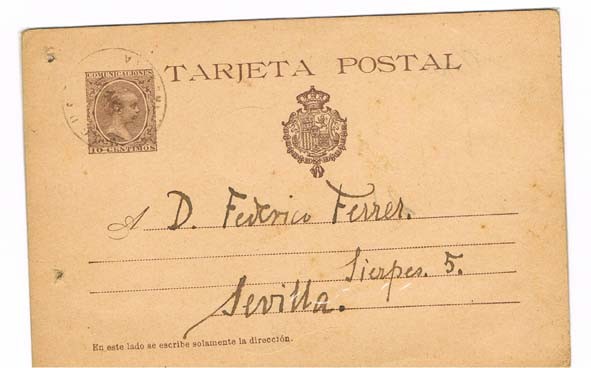 TARJETA POSTAL
COMUNICACIONES
10 CENTIMOS
A D. Federico Ferrer.
Sierpes. 5.
Sevilla.
En este lado se escribe solamente la dirección.